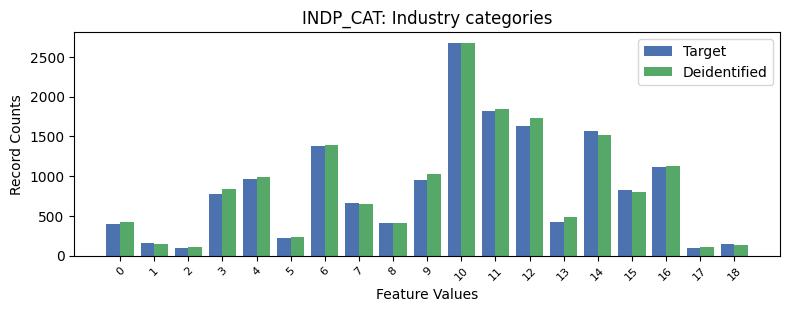 INDP_CAT: Industry categories
Target
Deidentified
Record Counts
2500
2000
1500
1000
500
0
0 1 2 3 4 5 6 7 8 9 10 11 12 13 14 15 16 17 18
Feature Values